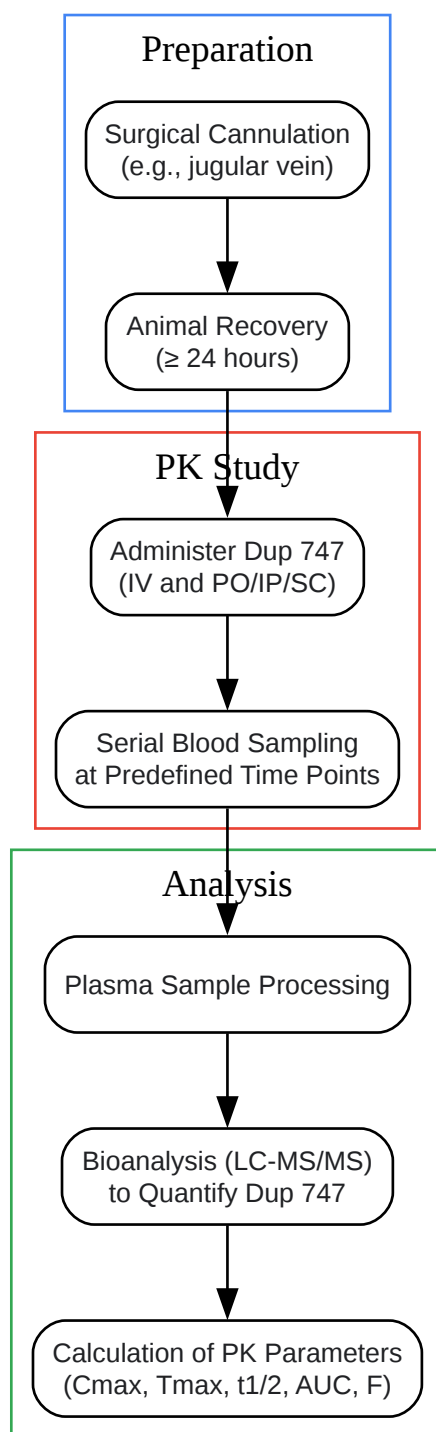 Preparation
Surgical Cannulation
(e.g., jugular vein)
Animal Recovery
(≥ 24 hours)
PK Study
Administer Dup 747
(IV and PO/IP/SC)
Serial Blood Sampling
at Predefined Time Points
Analysis
Plasma Sample Processing
Bioanalysis (LC-MS/MS)
to Quantify Dup 747
Calculation of PK Parameters
(Cmax, Tmax, t1/2, AUC, F)